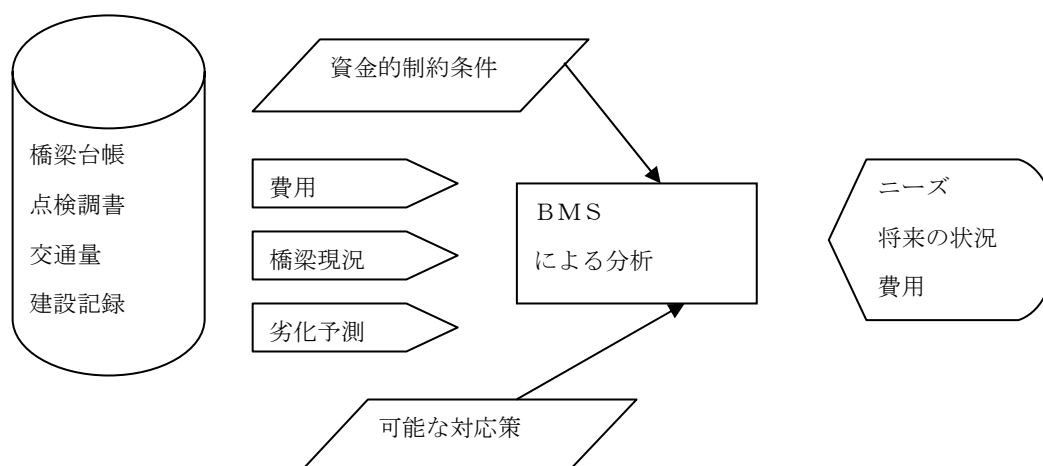 橋梁台帳
点検調書
交通量
建設記録
資金的制約条件
費用
橋梁現況
劣化予測
ＢＭＳ
による分析
可能な対応策
ニーズ
将来の状況
費用